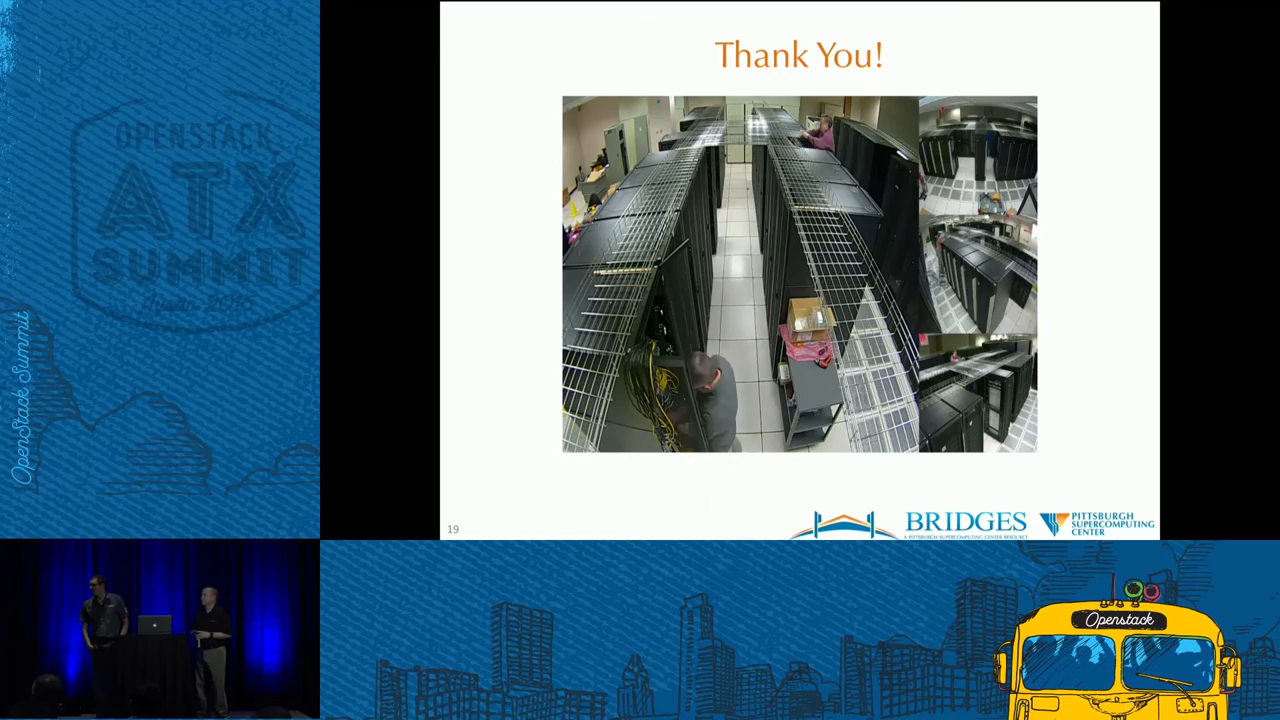 OPENSTACK
ATX
SUMMIT
OpenStack Summit
Thank You!
19
BRIDGES
A PITTSBURGH SUPERCOMPUTING CENTER RESOURCE
PITTSBURGH
SUPERCOMPUTING
CENTER
Openstack